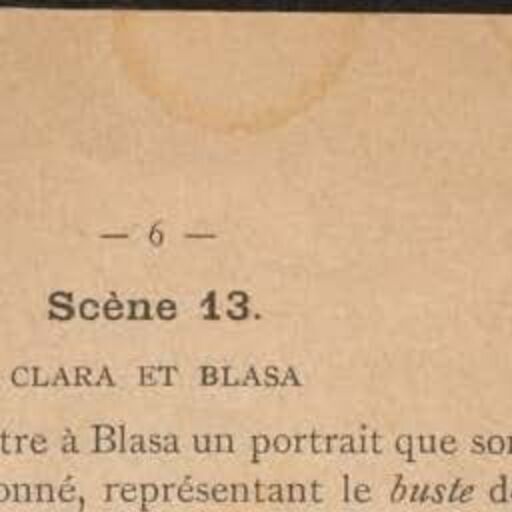 — 6 —
Scène 13.
CLARA ET BLASA
tre à Blasa un portrait que so
onné, représentant le buste d